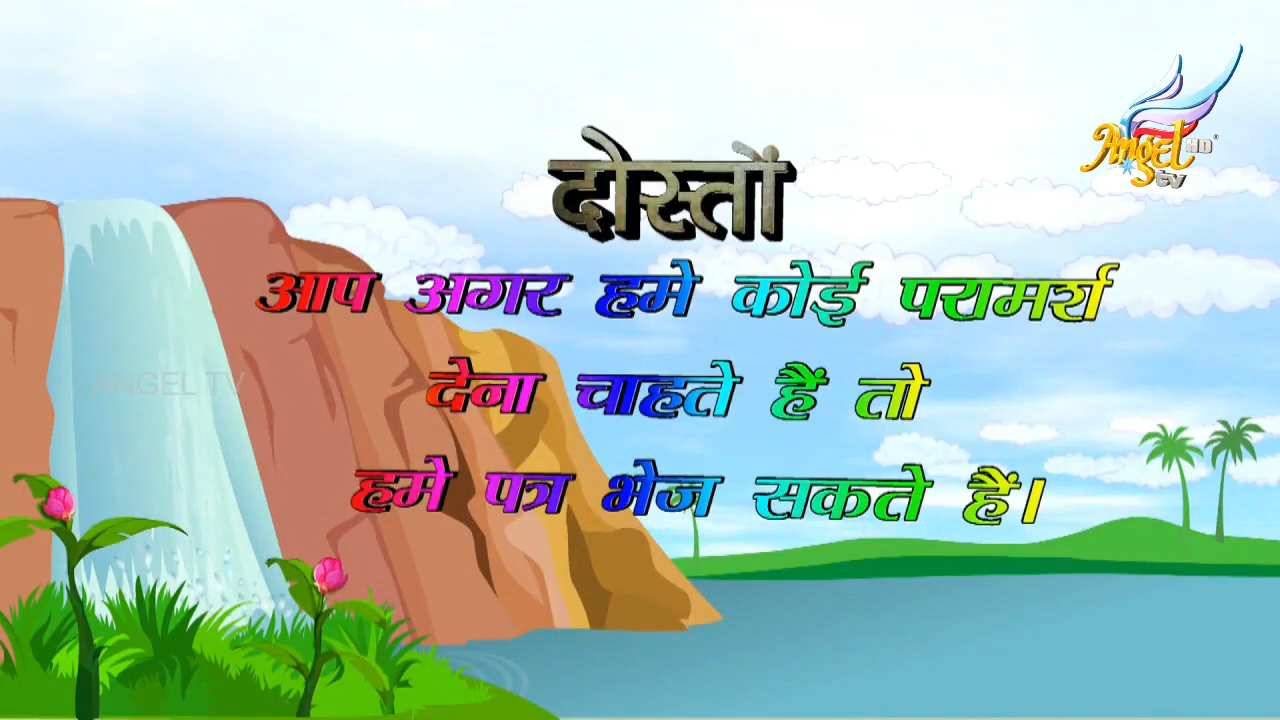 Angel HD
tv
दोस्तों
आप अगर हमे कोई परामर्श
देना चाहते हैं तो
ANGEL TV
हमे पत्र भेज सकते हैं।